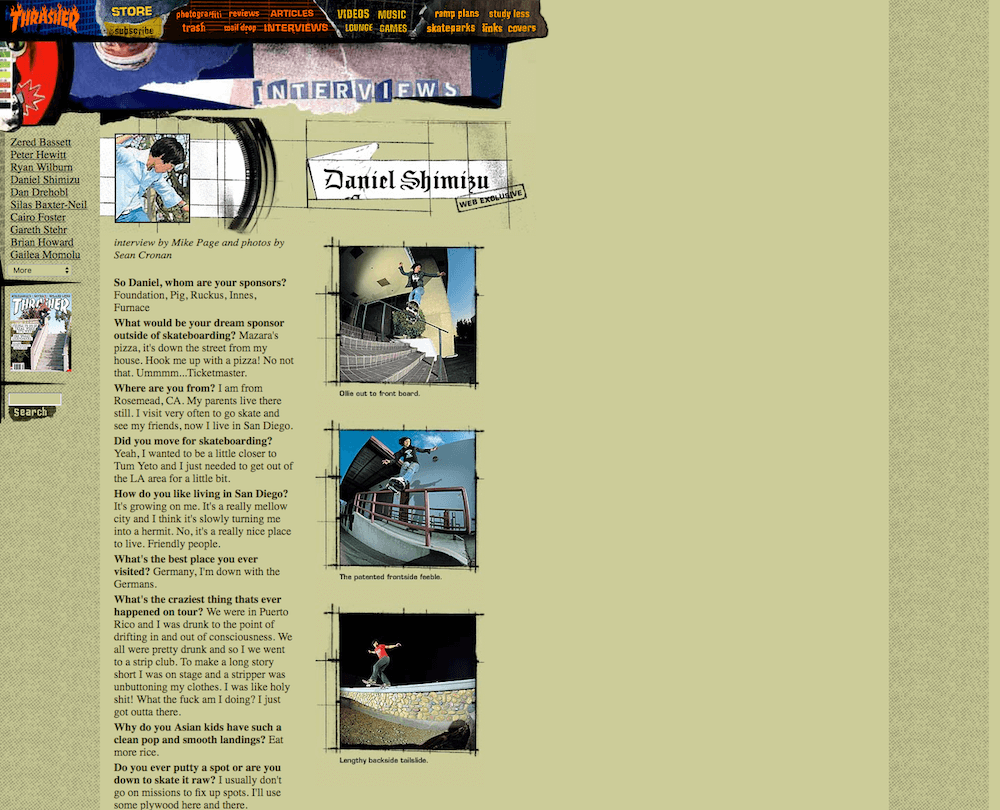 THRASHER
STORE
subscribe
photograffiti reviews ARTICLES
trash mail drop INTERVIEWS
VIDEOS MUSIC
LOUNGE GAMES
ramp plans study less
skateparks links covers
INTERVIEWS
Zered Bassett
Peter Hewitt
Ryan Wilburn
Daniel Shimizu
Dan Drehobl
Silas Baxter-Neil
Cairo Foster
Gareth Stehr
Brian Howard
Gailea Momolu
More
THRASHER
search
Daniel Shimizu
WEB EXCLUSIVE
interview by Mike Page and photos by
Sean Cronan
So Daniel, whom are your sponsors?
Foundation, Pig, Ruckus, Innes,
Furnace
What would be your dream sponsor
outside of skateboarding? Mazara's
pizza, it's down the street from my
house. Hook me up with a pizza! No not
that. Ummmm...Ticketmaster.
Where are you from? I am from
Rosemead, CA. My parents live there
still. I visit very often to go skate and
see my friends, now I live in San Diego.
Did you move for skateboarding?
Yeah, I wanted to be a little closer to
Tum Yeto and I just needed to get out of
the LA area for a little bit.
How do you like living in San Diego?
It's growing on me. It's a really mellow
city and I think it's slowly turning me
into a hermit. No, it's a really nice place
to live. Friendly people.
What's the best place you ever
visited? Germany, I'm down with the
Germans.
What's the craziest thing thats ever
happened on tour? We were in Puerto
Rico and I was drunk to the point of
drifting in and out of consciousness. We
all were pretty drunk and so I we went
to a strip club. To make a long story
short I was on stage and a stripper was
unbuttoning my clothes. I was like holy
shit! What the fuck am I doing? I just
got outta there.
Why do you Asian kids have such a
clean pop and smooth landings? Eat
more rice.
Do you ever putty a spot or are you
down to skate it raw? I usually don't
go on missions to fix up spots. I'll use
some plywood here and there.
Ollie out to front board.
The patented frontside feeble.
Lengthy backside tailslide.